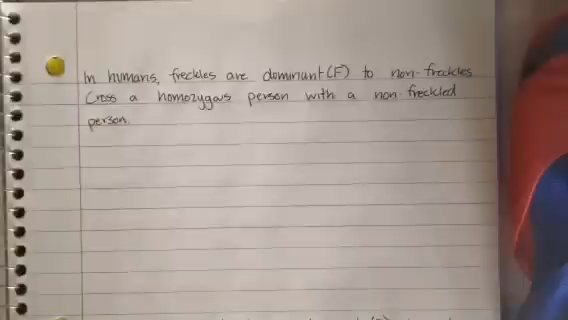 In humans, freckles are dominant (F) to non-freckles
Cross a homozygous person with a non-freckled
person.